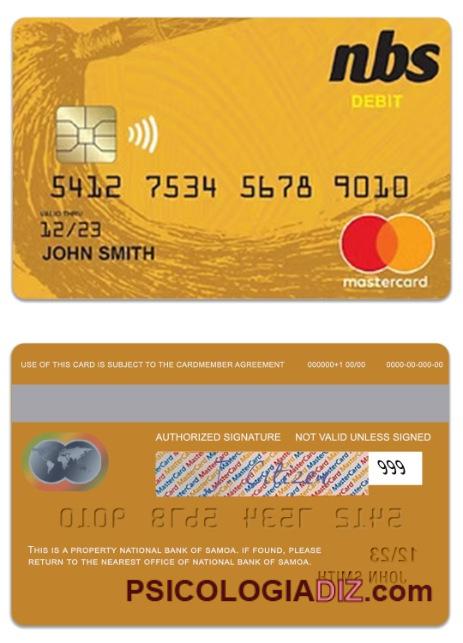 nbs
DEBIT
5412 7534 5678 9010
VALID THRU
12/23
JOHN SMITH
mastercard
USE OF THIS CARD IS SUBJECT TO THE CARDMEMBER AGREEMENT 000000+1 00/00 0000-00-000-00
AUTHORIZED SIGNATURE NOT VALID UNLESS SIGNED
999
5412 7534 5678 9010
THIS IS A PROPERTY NATIONAL BANK OF SAMOA. IF FOUND, PLEASE
RETURN TO THE NEAREST OFFICE OF NATIONAL BANK OF SAMOA.
12/23
JOHN SMITH
PSICOLOGIADIZ.com